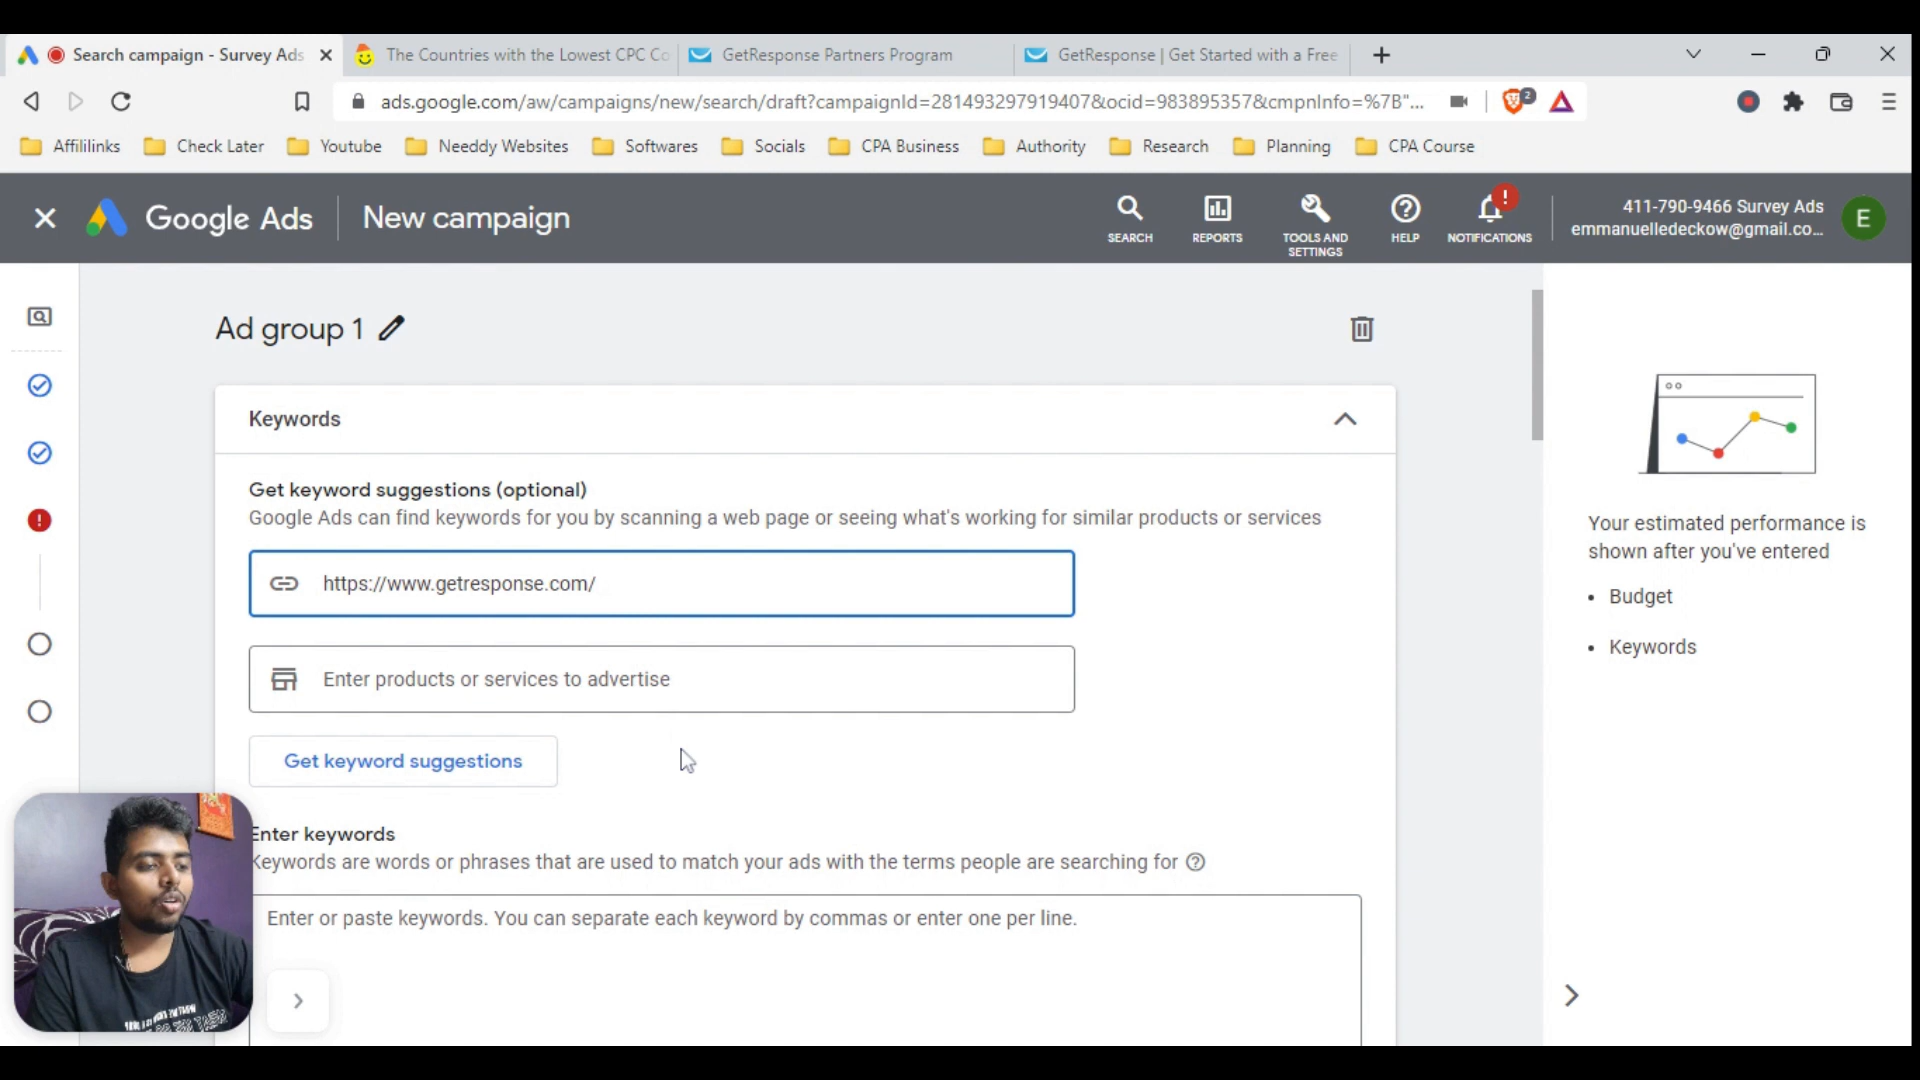 Search campaign - Survey Ads
The Countries with the Lowest CPC Co
GetResponse Partners Program
GetResponse | Get Started with a Free
ads.google.com/aw/campaigns/new/search/draft?campaignId=281493297919407&ocid=983895357&cmpnInfo=%7B"...
2
Affililinks
Check Later
Youtube
Needdy Websites
Softwares
Socials
CPA Business
Authority
Research
Planning
CPA Course
Google Ads
New campaign
SEARCH
REPORTS
TOOLS AND
SETTINGS
HELP
NOTIFICATIONS
411-790-9466 Survey Ads
emmanuelledeckow@gmail.co...
E
Ad group 1
Keywords
Get keyword suggestions (optional)
Google Ads can find keywords for you by scanning a web page or seeing what's working for similar products or services
https://www.getresponse.com/
Enter products or services to advertise
Get keyword suggestions
Enter keywords
Keywords are words or phrases that are used to match your ads with the terms people are searching for
Enter or paste keywords. You can separate each keyword by commas or enter one per line.
Your estimated performance is
shown after you've entered
• Budget
• Keywords